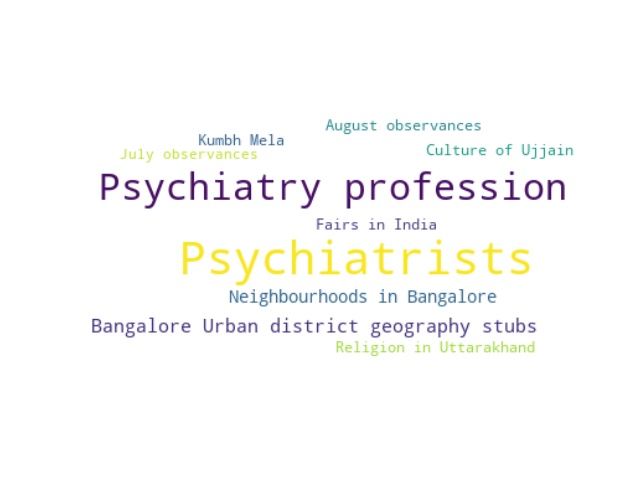 August observances
Kumbh Mela
Culture of Ujjain
July observances
Psychiatry profession
Fairs in India
Psychiatrists
Neighbourhoods in Bangalore
Bangalore Urban district geography stubs
Religion in Uttarakhand